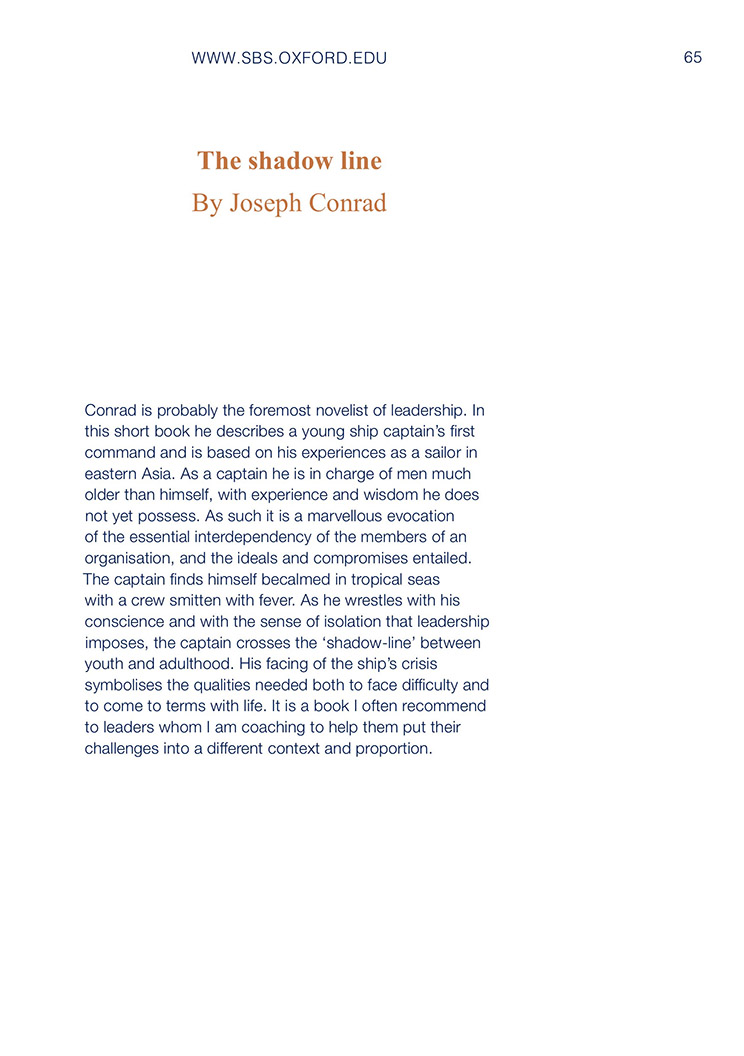 WWW.SBS.OXFORD.EDU
65
The shadow line
By Joseph Conrad
Conrad is probably the foremost novelist of leadership. In
this short book he describes a young ship captain’s first
command and is based on his experiences as a sailor in
eastern Asia. As a captain he is in charge of men much
older than himself, with experience and wisdom he does
not yet possess. As such it is a marvellous evocation
of the essential interdependency of the members of an
organisation, and the ideals and compromises entailed.
The captain finds himself becalmed in tropical seas
with a crew smitten with fever. As he wrestles with his
conscience and with the sense of isolation that leadership
imposes, the captain crosses the ‘shadow-line’ between
youth and adulthood. His facing of the ship’s crisis
symbolises the qualities needed both to face difficulty and
to come to terms with life. It is a book I often recommend
to leaders whom I am coaching to help them put their
challenges into a different context and proportion.